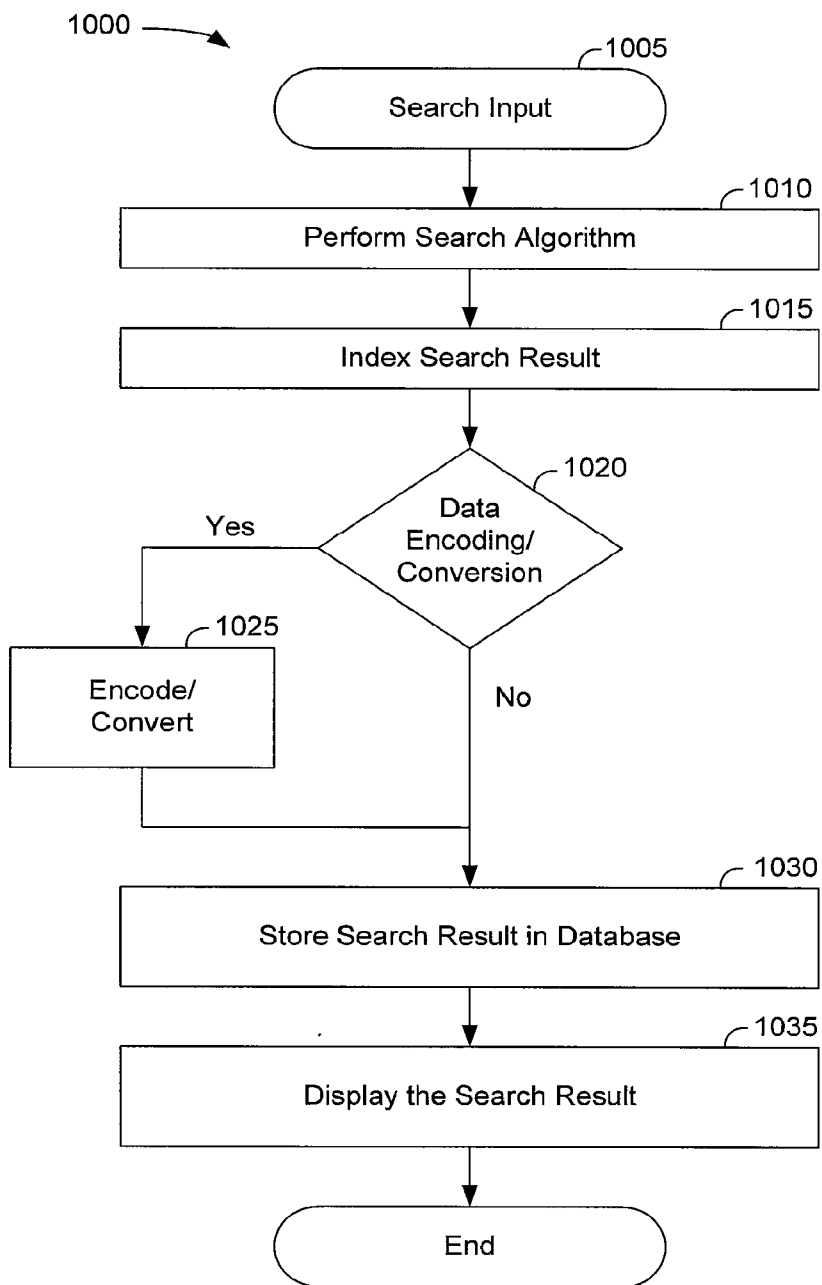 1000
1005
Search Input
1010
Perform Search Algorithm
1015
Index Search Result
1020
Data
Encoding/
Conversion
Yes
1025
Encode/
Convert
No
1030
Store Search Result in Database
1035
Display the Search Result
End